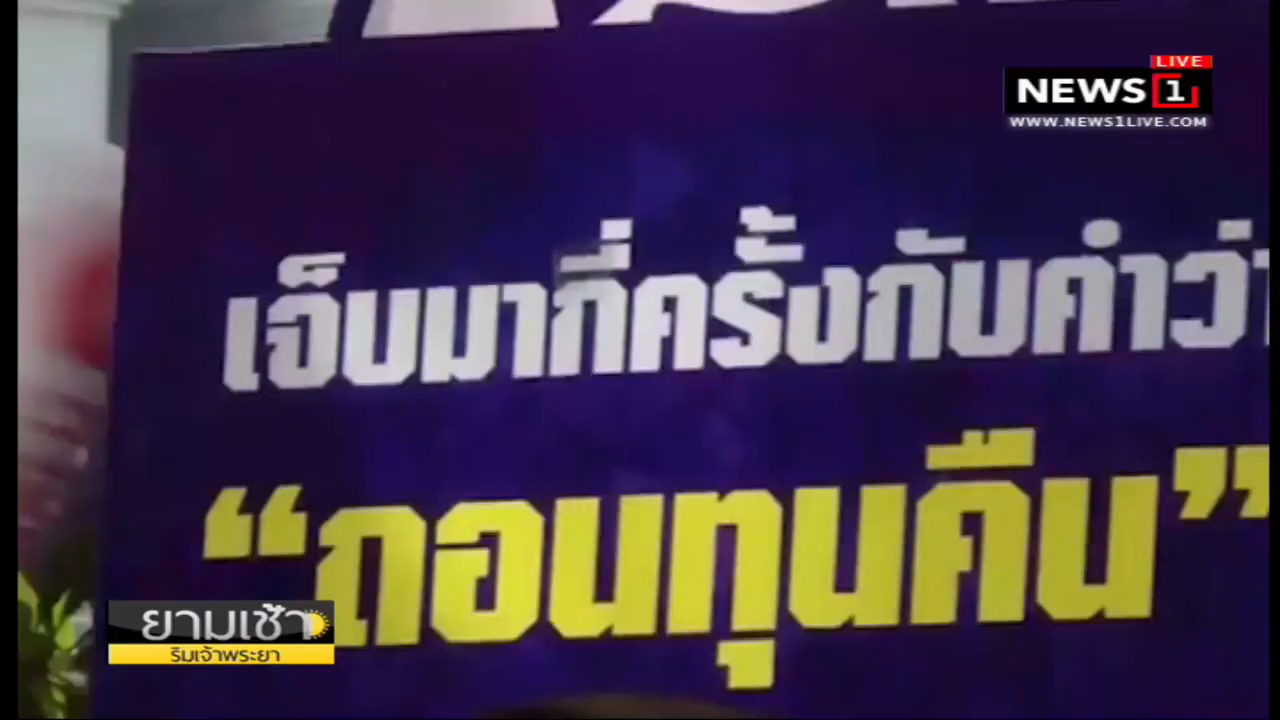 LIVE
NEWS 1
WWW.NEWS1LIVE.COM
เจ็บมากี่ครั้งกับคำว่า
“ถอนทุนคืน”
ยามเช้า
ริมเจ้าพระยา